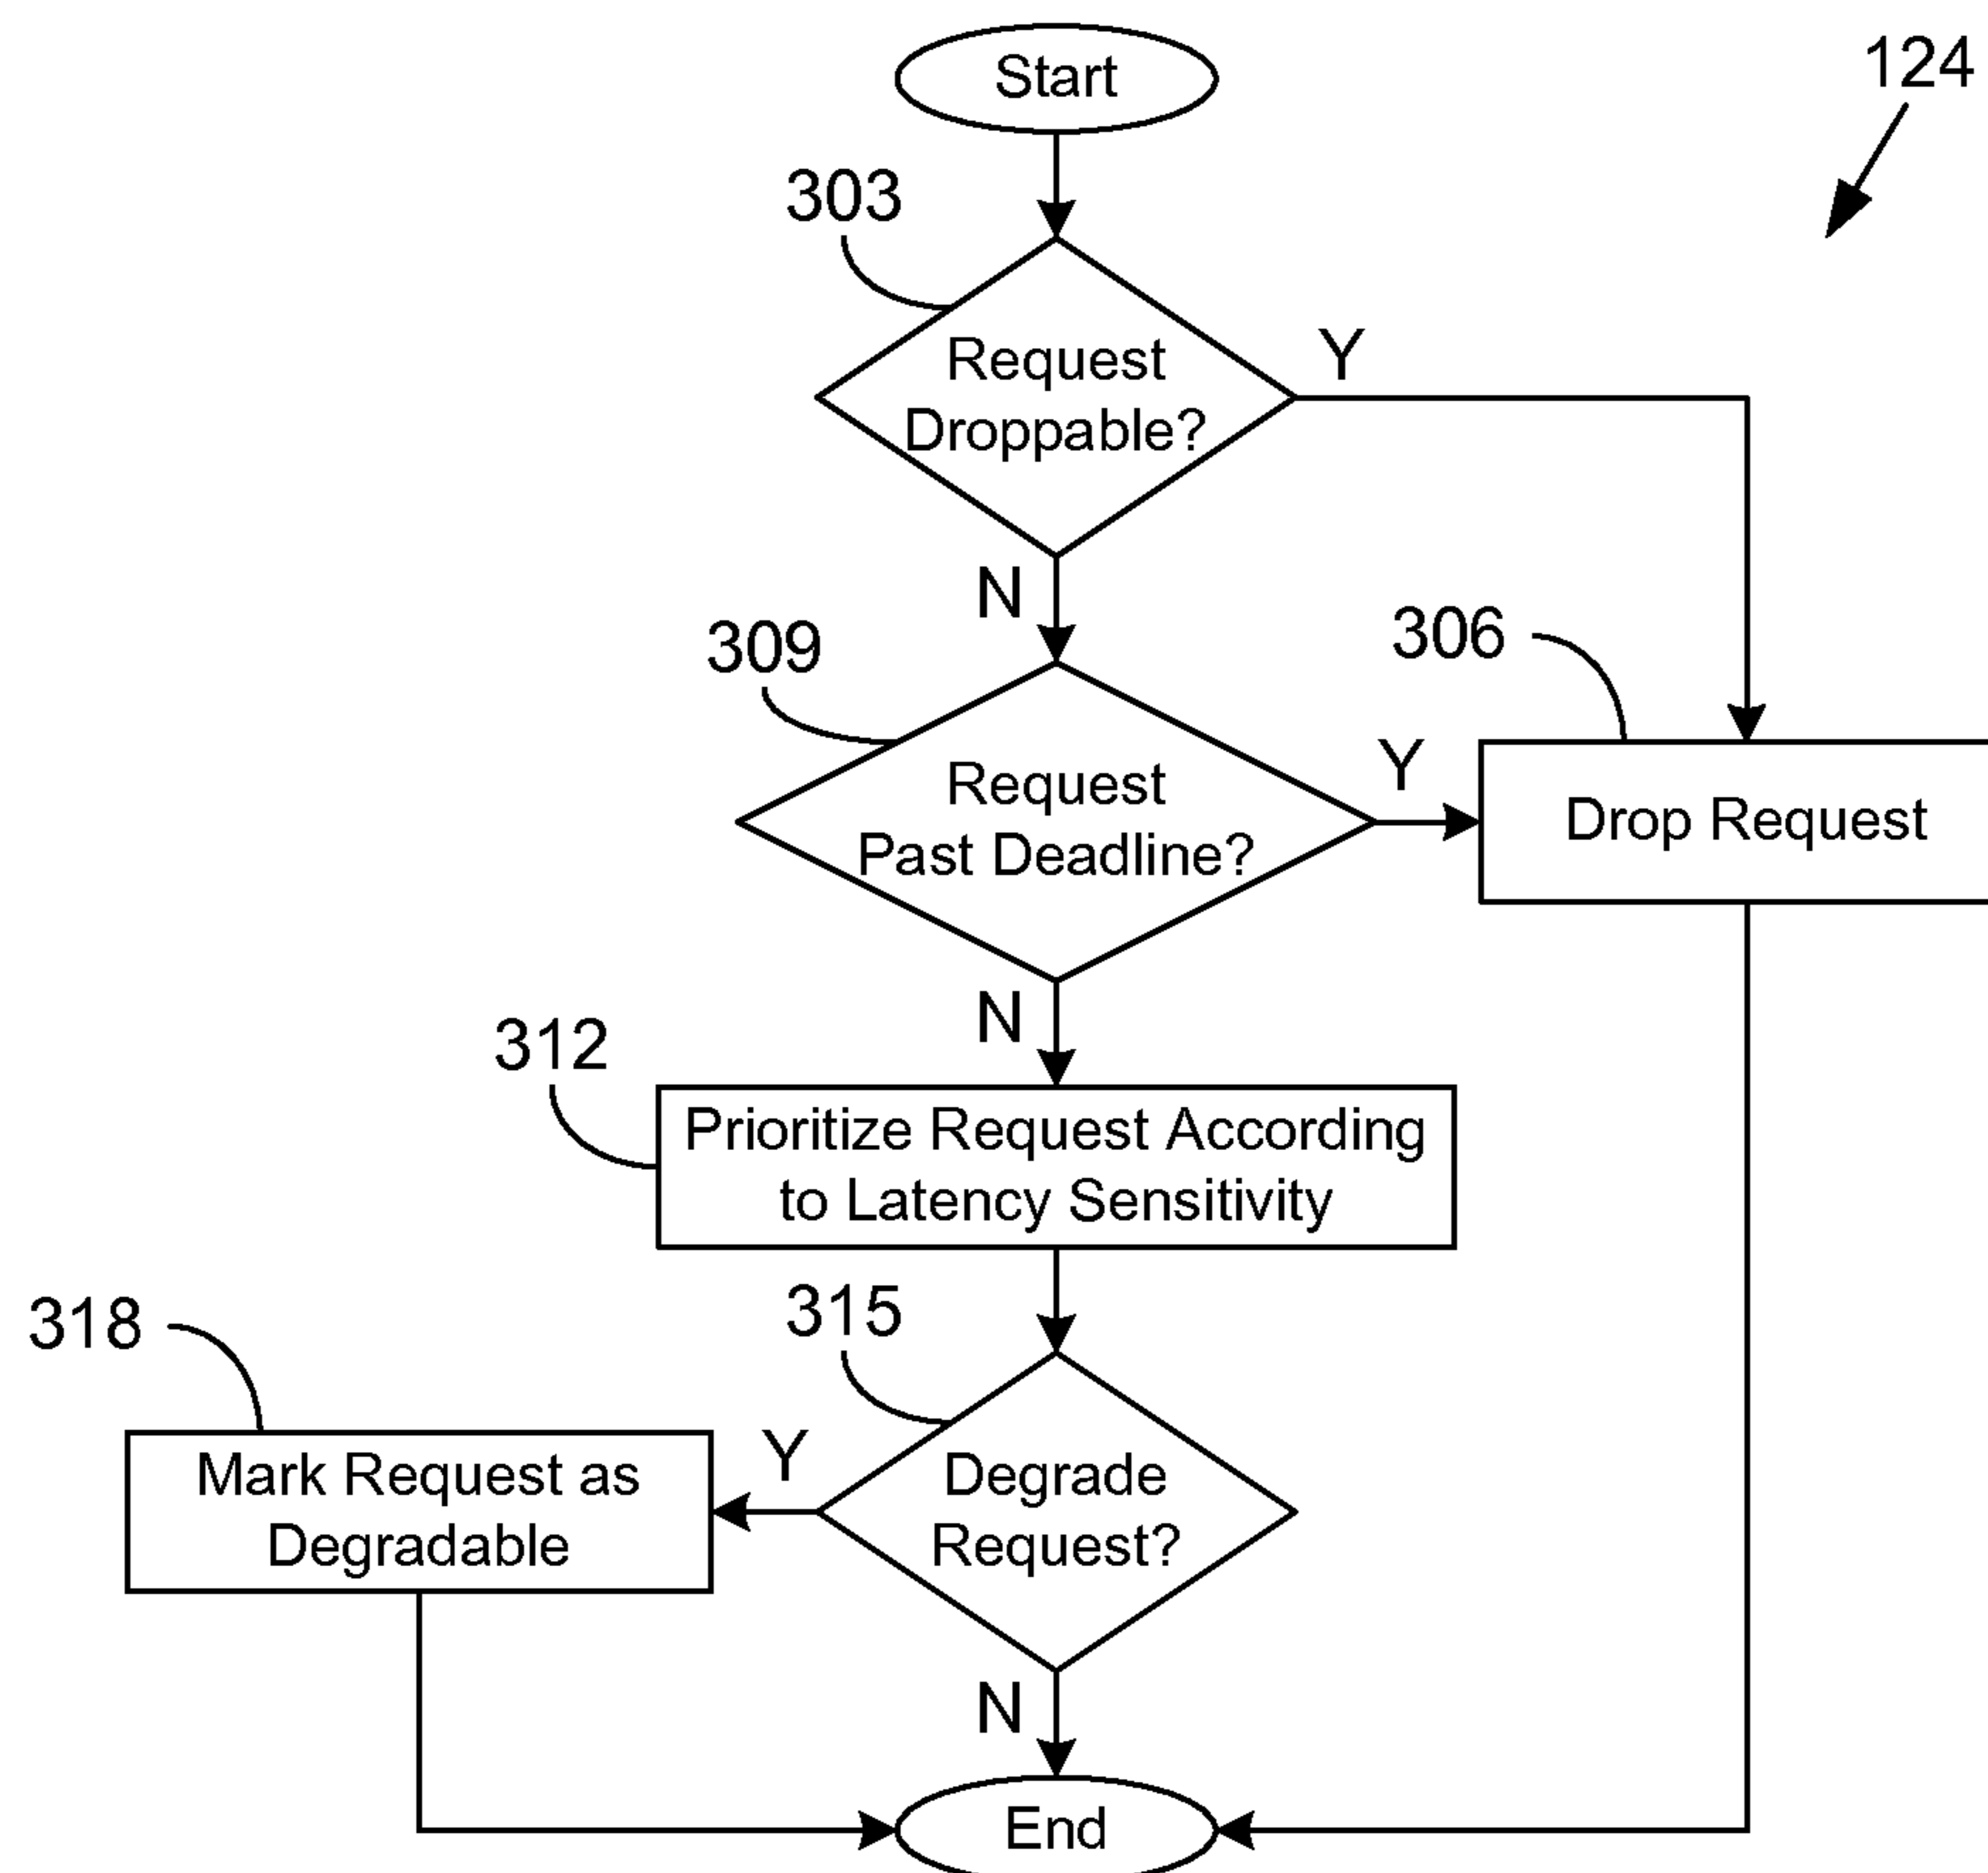 Start
124
303
Request
Droppable?
Y
N
309
306
Request
Past Deadline?
Y
Drop Request
N
312
Prioritize Request According
to Latency Sensitivity
315
318
Mark Request as
Degradable
Y
Degrade
Request?
N
End